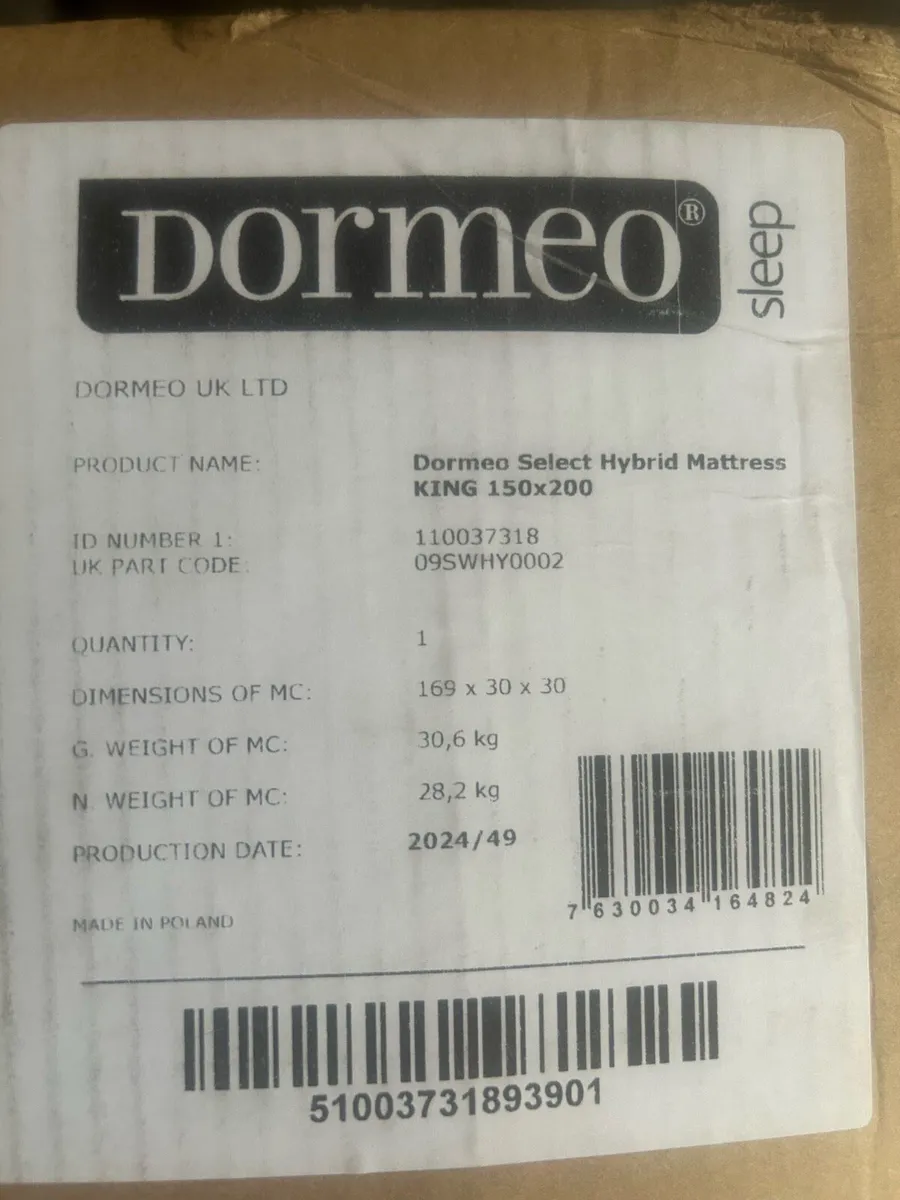 Dormeo®
sleep
DORMEO UK LTD
PRODUCT NAME: Dormeo Select Hybrid Mattress
KING 150x200
ID NUMBER 1: 110037318
UK PART CODE: 09SWHY0002
QUANTITY: 1
DIMENSIONS OF MC: 169 x 30 x 30
G. WEIGHT OF MC: 30,6 kg
N. WEIGHT OF MC: 28,2 kg
PRODUCTION DATE: 2024/49
7 630034 164824
MADE IN POLAND
51003731893901